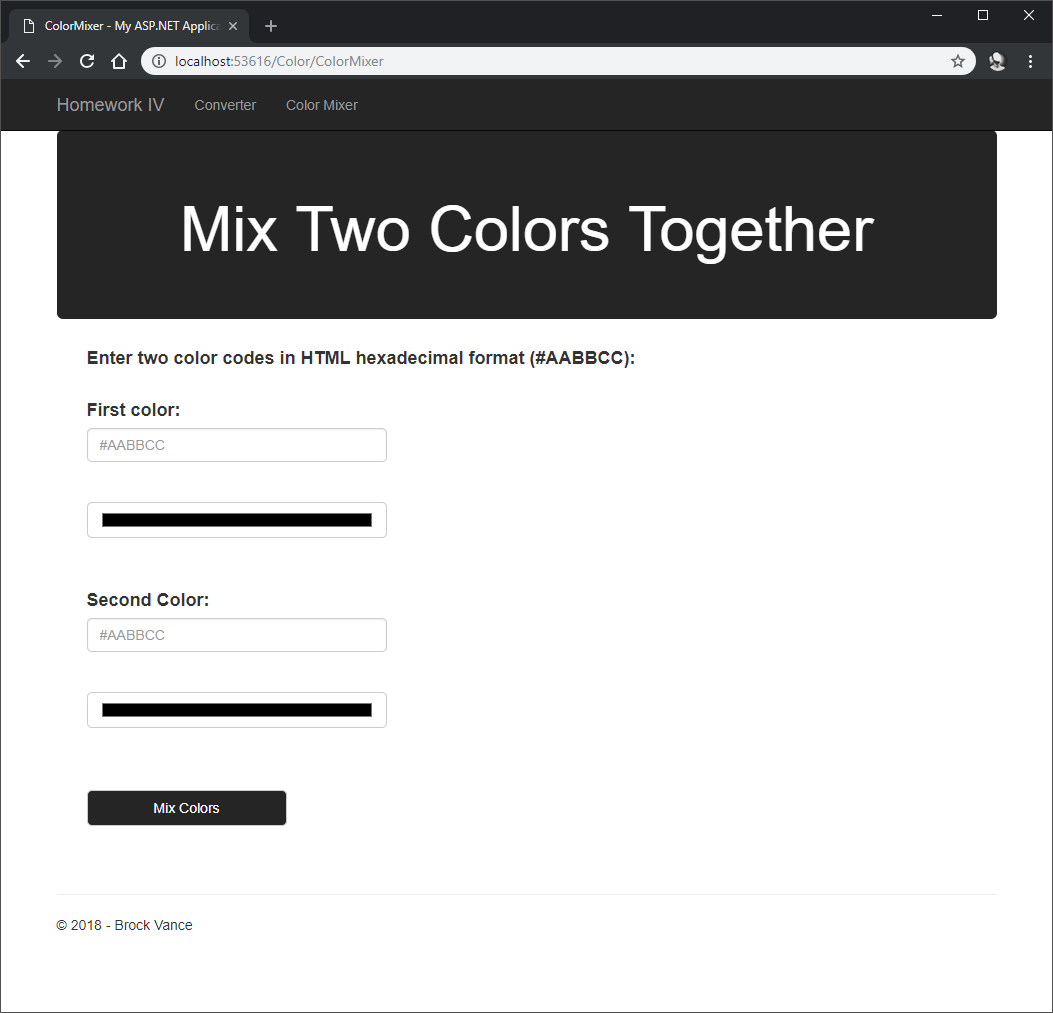 ColorMixer - My ASP.NET Applica
localhost:53616/Color/ColorMixer
Homework IV Converter Color Mixer
Mix Two Colors Together
Enter two color codes in HTML hexadecimal format (#AABBCC):
First color:
#AABBCC
Second Color:
#AABBCC
Mix Colors
© 2018 - Brock Vance